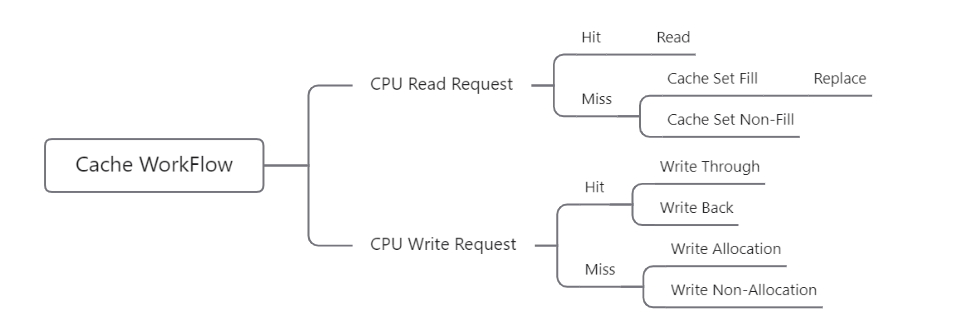 Cache WorkFlow
CPU Read Request
Hit
Read
Miss
Cache Set Fill
Replace
Cache Set Non-Fill
CPU Write Request
Hit
Write Through
Write Back
Miss
Write Allocation
Write Non-Allocation